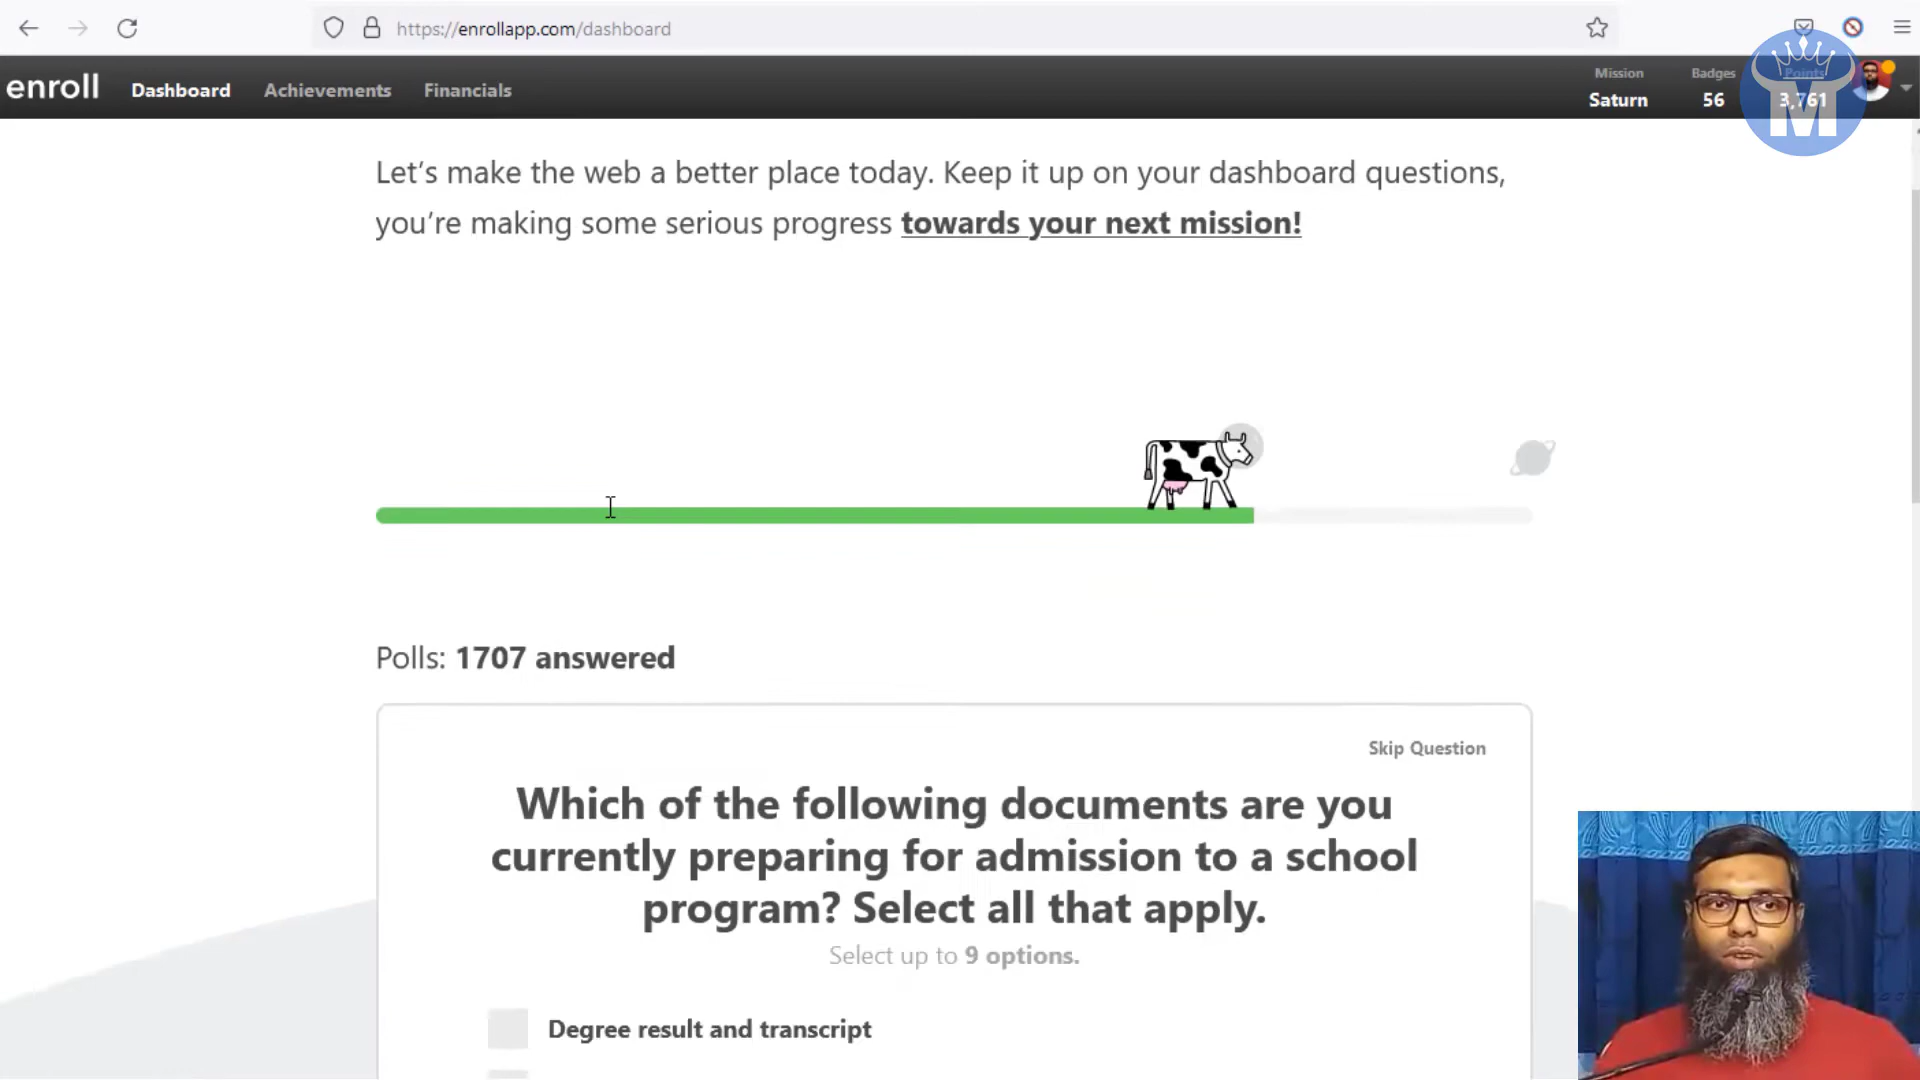 https://enrollapp.com/dashboard
enroll
Dashboard
Achievements
Financials
Mission
Saturn
Badges
56
Points
3,761
M
Let's make the web a better place today. Keep it up on your dashboard questions,
you're making some serious progress towards your next mission!
Polls: 1707 answered
Skip Question
Which of the following documents are you
currently preparing for admission to a school
program? Select all that apply.
Select up to 9 options.
Degree result and transcript